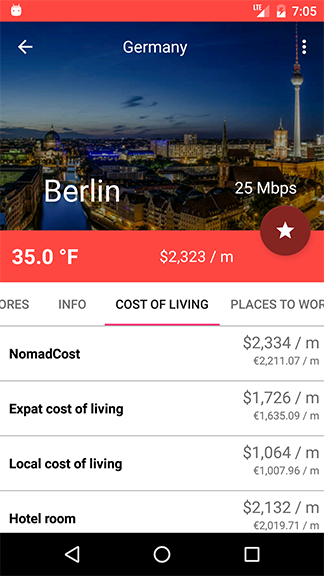 LTE 7:05
Germany
Berlin
25 Mbps
35.0 °F
$2,323 / m
ORES INFO COST OF LIVING PLACES TO WOR
NomadCost
$2,334 / m
€2,211.07 / m
Expat cost of living
$1,726 / m
€1,635.09 / m
Local cost of living
$1,064 / m
€1,007.96 / m
Hotel room
$2,132 / m
€2,019.71 / m